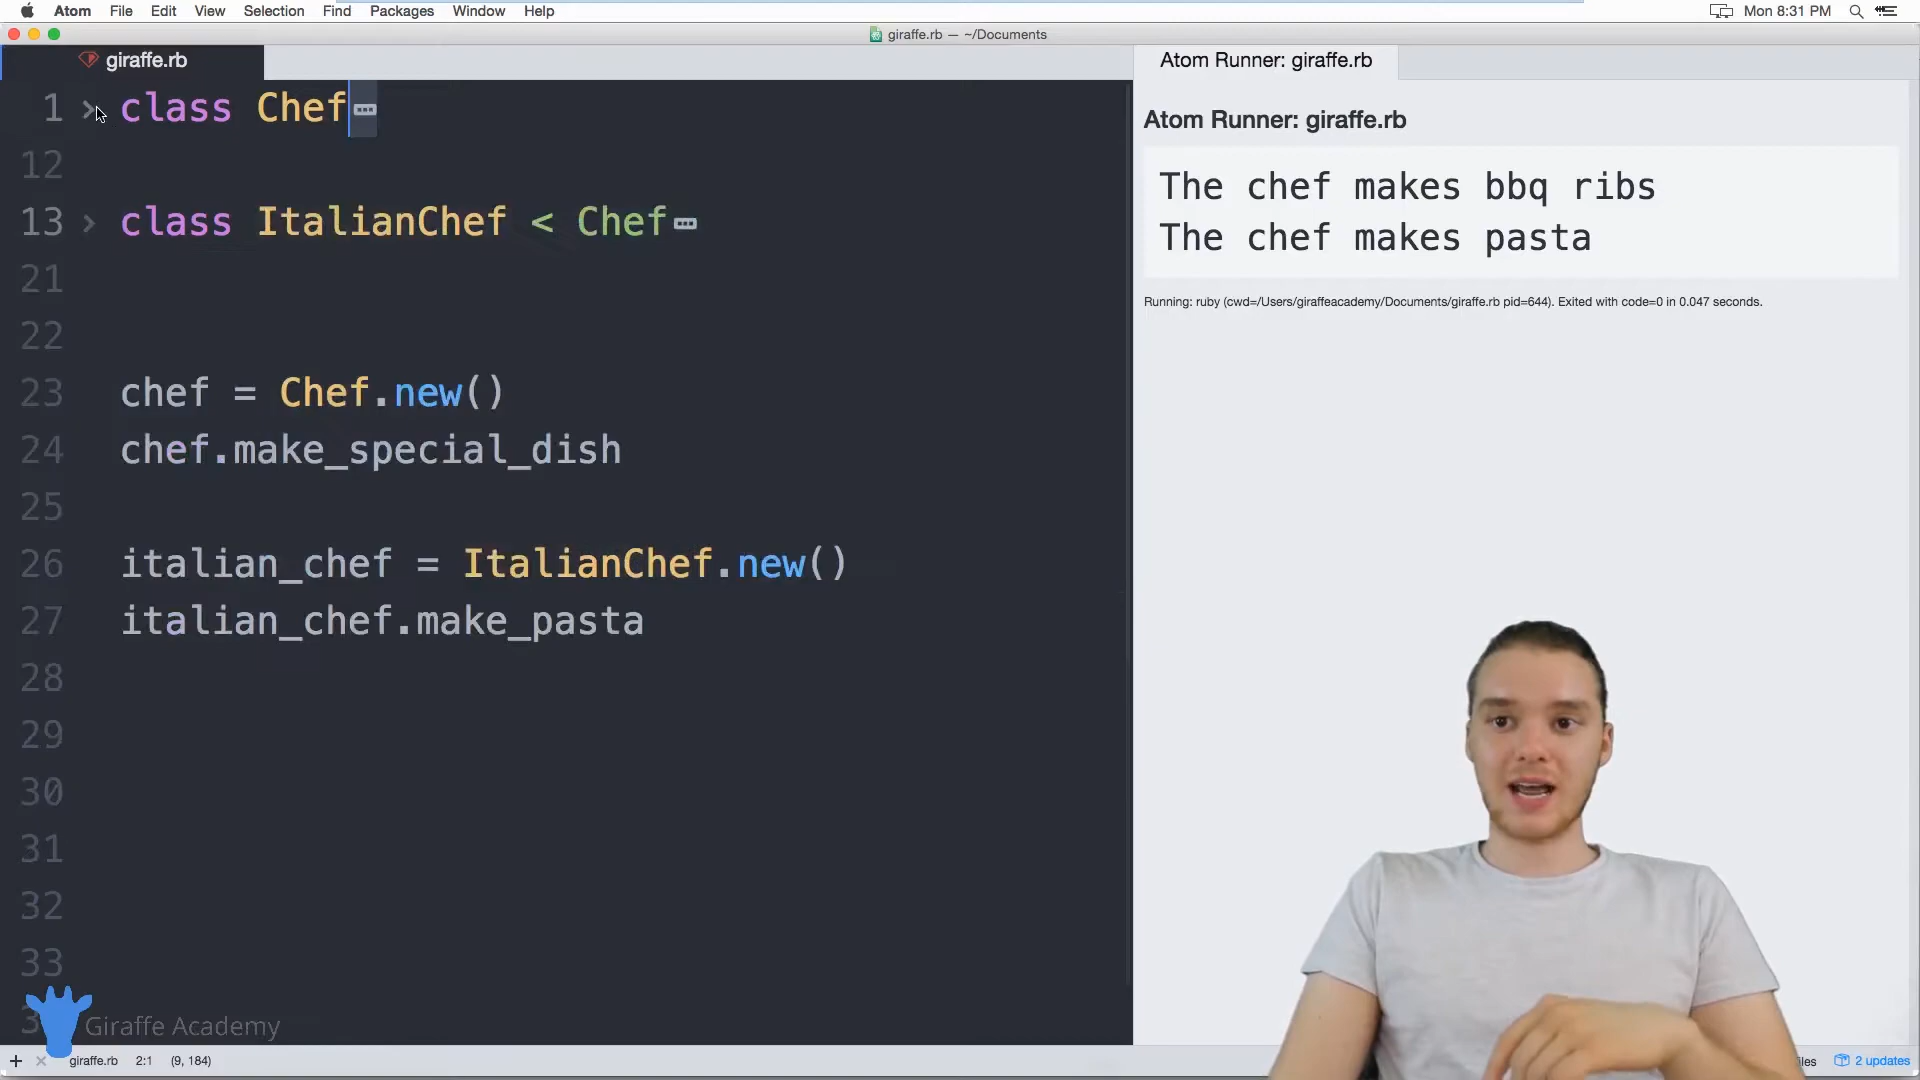 Atom File Edit View Selection Find Packages Window Help Mon 8:31 PM
giraffe.rb — ~/Documents
giraffe.rb
Atom Runner: giraffe.rb
1 class Chef
12
13 class ItalianChef < Chef
21
22
23 chef = Chef.new()
24 chef.make_special_dish
25
26 italian_chef = ItalianChef.new()
27 italian_chef.make_pasta
28
29
30
31
32
33
Atom Runner: giraffe.rb
The chef makes bbq ribs
The chef makes pasta
Running: ruby (cwd=/Users/giraffeacademy/Documents/giraffe.rb pid=644). Exited with code=0 in 0.047 seconds.
Giraffe Academy
giraffe.rb 2:1 (9, 184)
2 updates